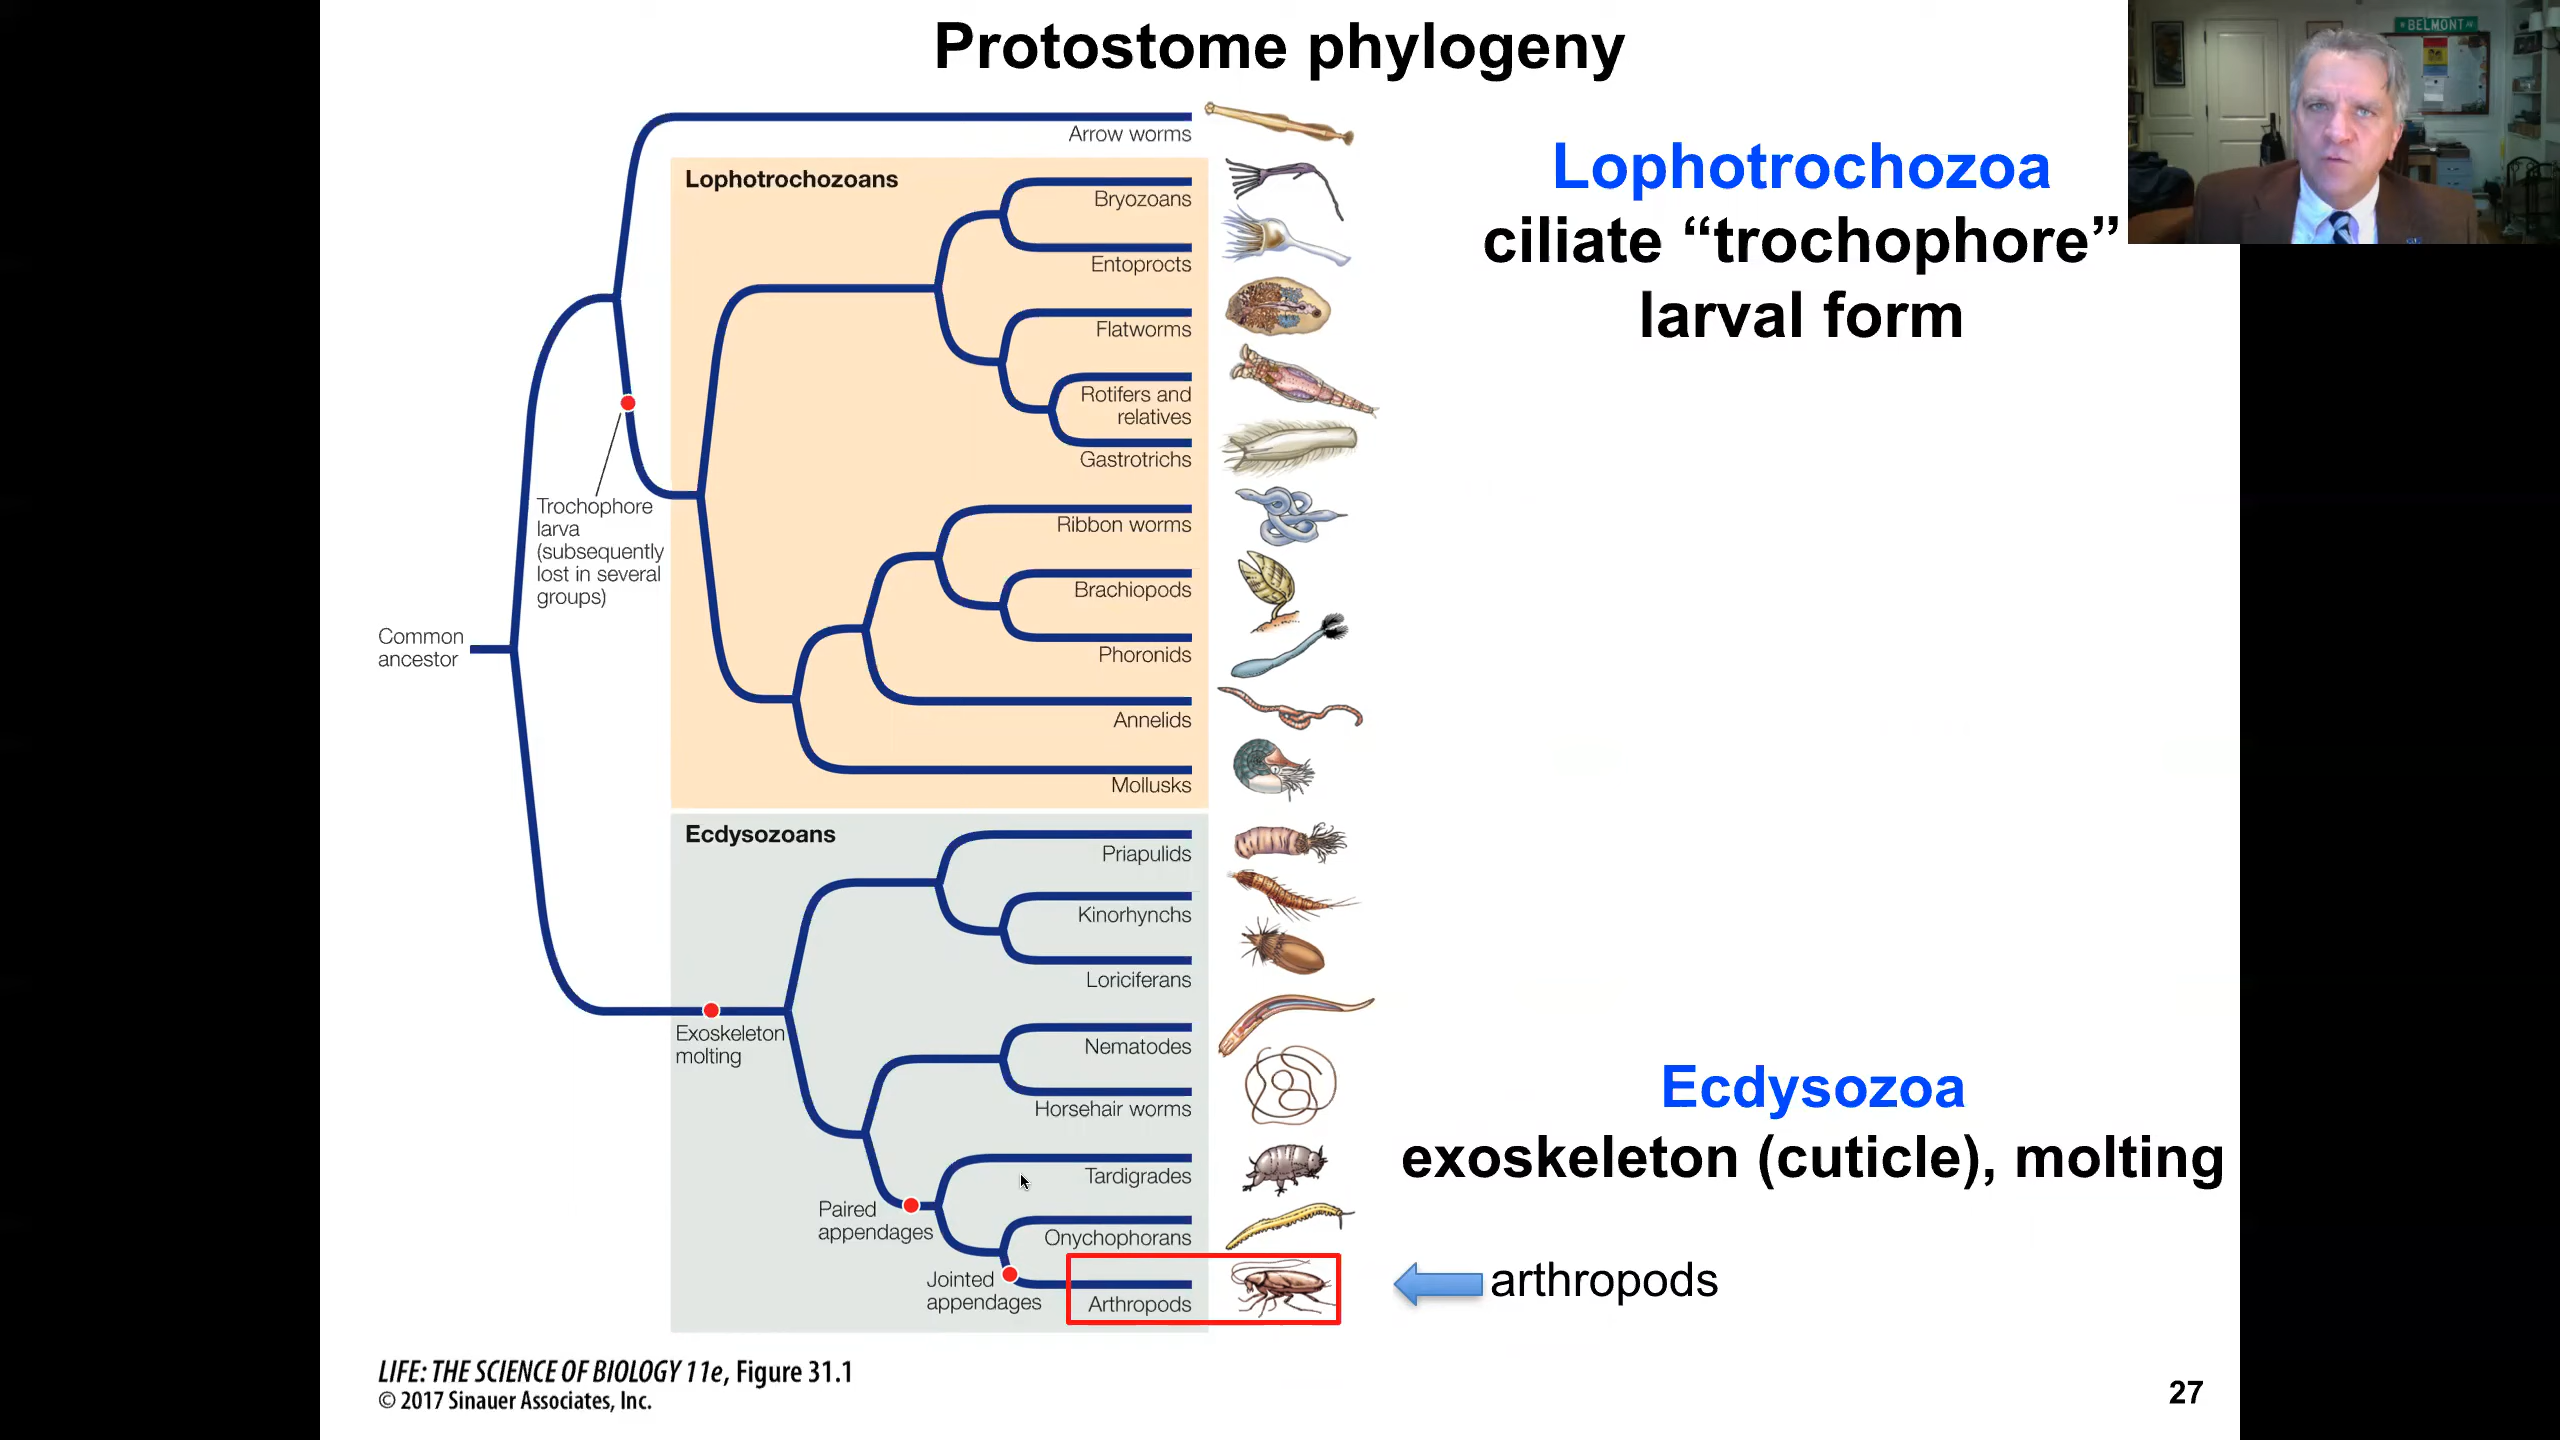 Protostome phylogeny
BELMONT AV
Arrow worms
Lophotrochozoans
Bryozoans
Entoprocts
Flatworms
Rotifers and
relatives
Gastrotrichs
Ribbon worms
Brachiopods
Phoronids
Annelids
Mollusks
Trochophore
larva
(subsequently
lost in several
groups)
Common
ancestor
Ecdysozoans
Priapulids
Kinorhynchs
Loriciferans
Exoskeleton
molting
Nematodes
Horsehair worms
Tardigrades
Paired
appendages
Onychophorans
Jointed
appendages
Arthropods
Lophotrochozoa
ciliate “trochophore”
larval form
Ecdysozoa
exoskeleton (cuticle), molting
arthropods
LIFE: THE SCIENCE OF BIOLOGY 11e, Figure 31.1
© 2017 Sinauer Associates, Inc.
27